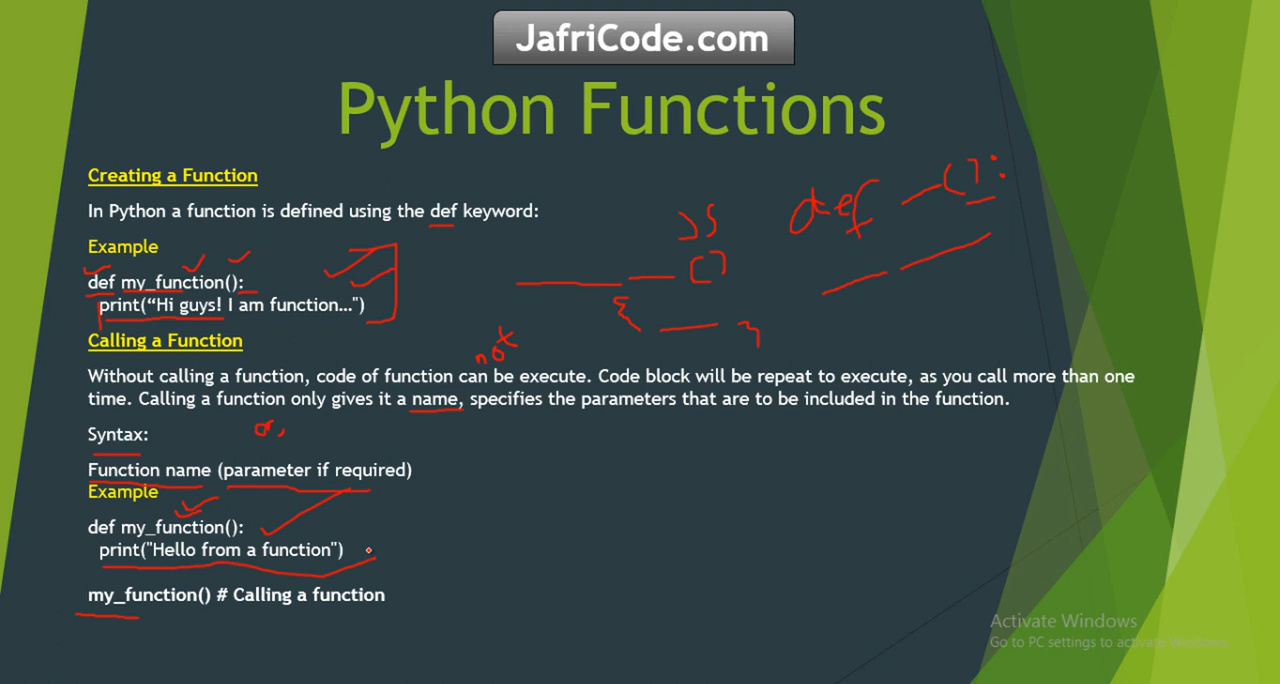 JafriCode.com
Python Functions
Creating a Function
In Python a function is defined using the def keyword:
Example
def my_function():
print(“Hi guys! I am function...")
JS
()
{ }
def ():
Calling a Function
not
Without calling a function, code of function can be execute. Code block will be repeat to execute, as you call more than one
time. Calling a function only gives it a name, specifies the parameters that are to be included in the function.
Syntax:
Function name (parameter if required)
Example
def my_function():
print("Hello from a function")
my_function() # Calling a function
Activate Windows
Go to PC settings to activate Windows.